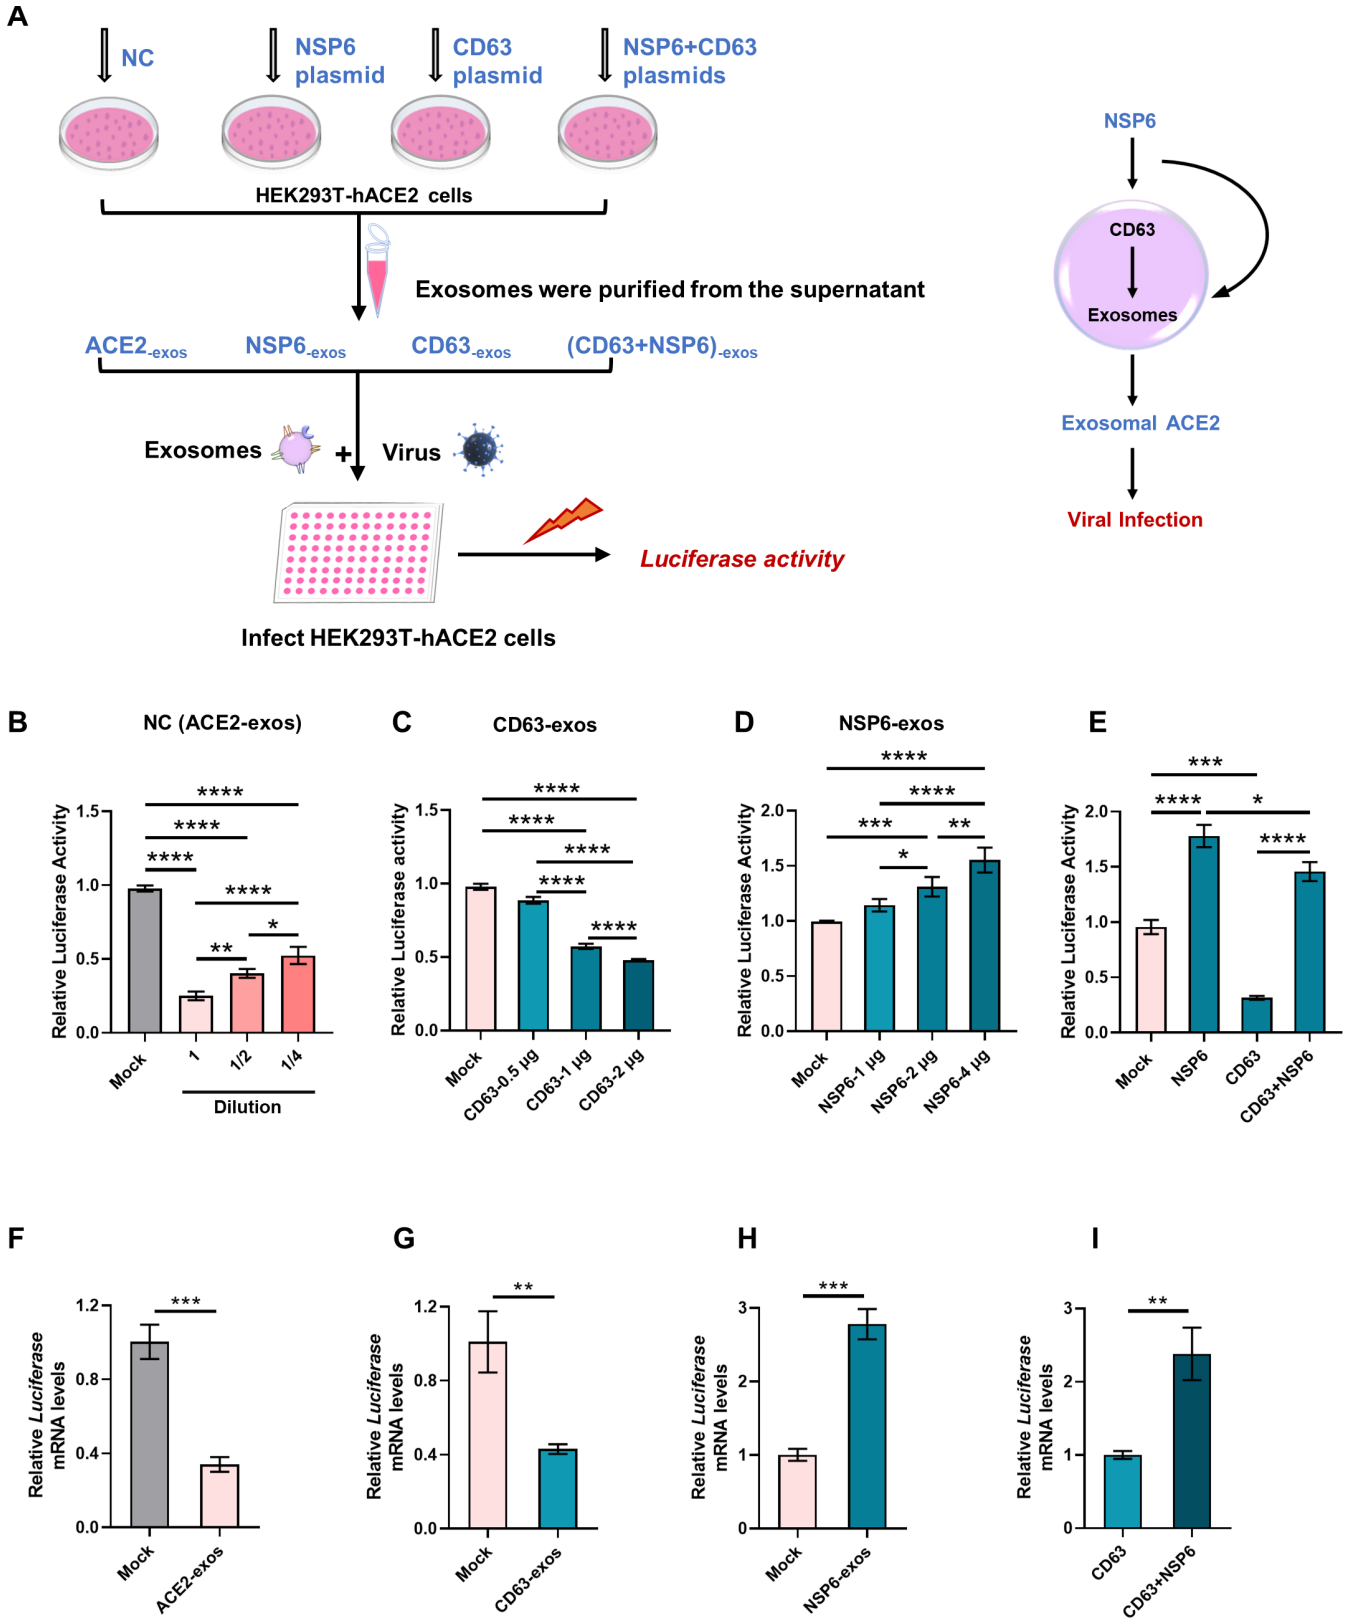 A
NC
NSP6
plasmid
CD63
plasmid
NSP6+CD63
plasmids
HEK293T-hACE2 cells
Exosomes were purified from the supernatant
ACE2-exos NSP6-exos CD63-exos (CD63+NSP6)-exos
Exosomes + Virus
Luciferase activity
Infect HEK293T-hACE2 cells
NSP6
CD63
Exosomes
Exosomal ACE2
Viral Infection
B
NC (ACE2-exos)
Relative Luciferase Activity
1.5
1.0
0.5
0.0
****
****
****
****
*
**
Mock
1
1/2
1/4
Dilution
C
CD63-exos
Relative Luciferase activity
1.5
1.0
0.5
0.0
****
****
****
****
****
Mock
CD63-0.5 μg
CD63-1 μg
CD63-2 μg
D
NSP6-exos
Relative Luciferase Activity
2.0
1.5
1.0
0.5
0.0
****
****
***
**
*
Mock
NSP6-1 μg
NSP6-2 μg
NSP6-4 μg
E
Relative Luciferase Activity
2.0
1.5
1.0
0.5
0.0
***
****
*
****
Mock
NSP6
CD63
CD63+NSP6
F
Relative Luciferase
mRNA levels
1.2
0.8
0.4
0.0
***
Mock
ACE2-exos
G
Relative Luciferase
mRNA levels
1.2
0.8
0.4
0.0
**
Mock
CD63-exos
H
Relative Luciferase
mRNA levels
3
2
1
0
***
Mock
NSP6-exos
I
Relative Luciferase
mRNA levels
3
2
1
0
**
CD63
CD63+NSP6